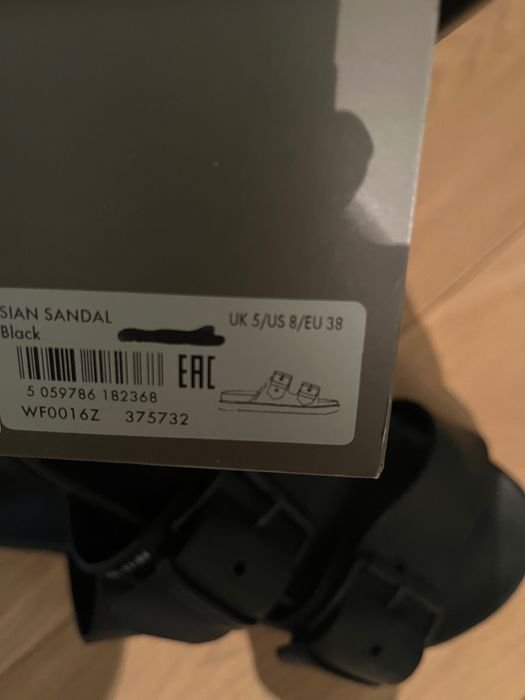 SIAN SANDAL UK 5/US 8/EU 38
Black
EAC
5 059786 182368
WF0016Z 375732